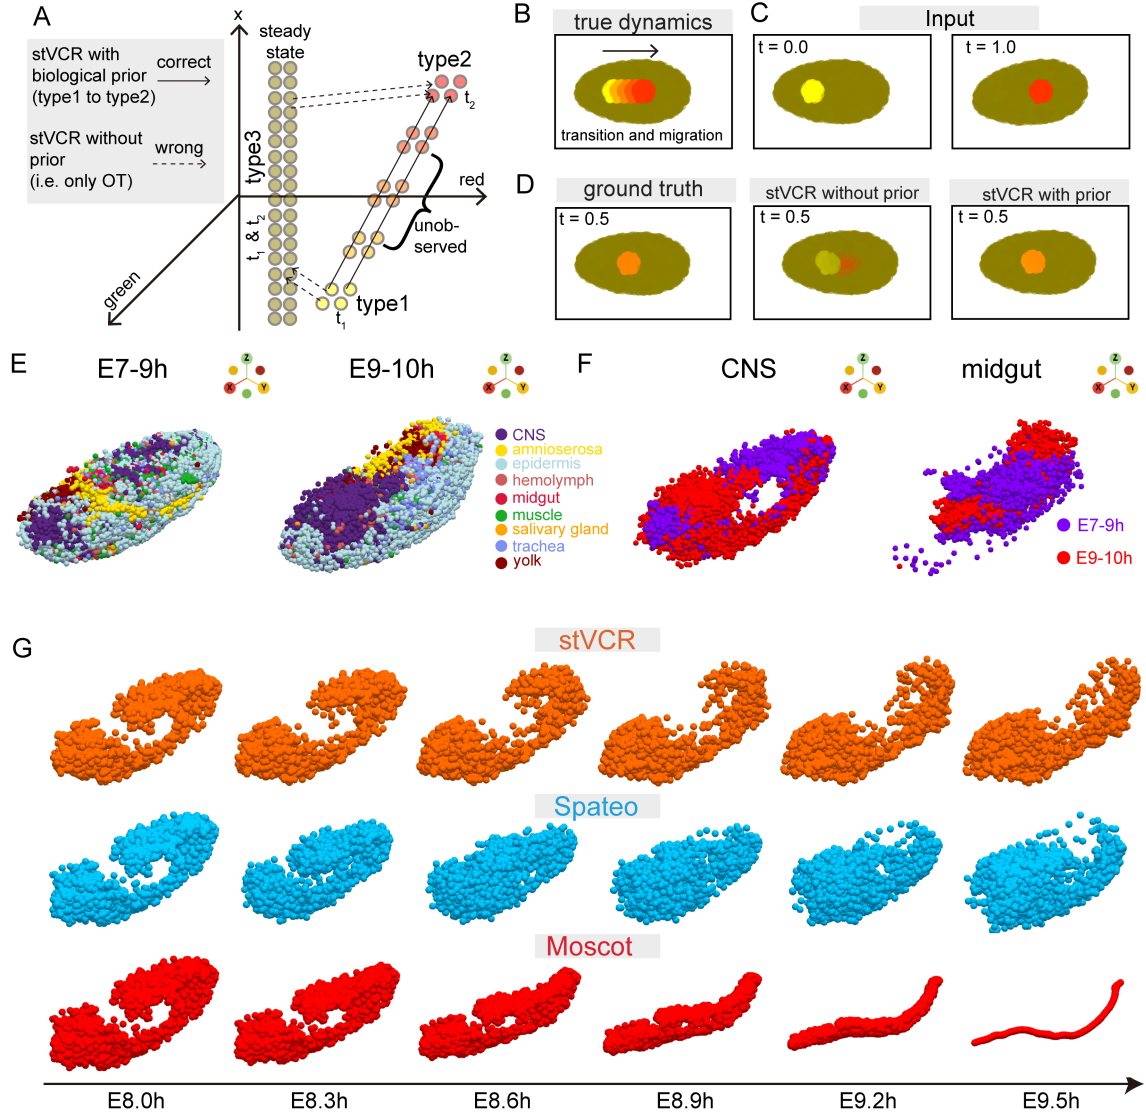 A
stVCR with
biological prior
(type1 to type2)
correct
stVCR without
prior
(i.e. only OT)
wrong
x
steady
state
type3
t1 & t2
green
red
type2
t2
unob-
served
type1
t1
B
true dynamics
transition and migration
C
Input
t = 0.0
t = 1.0
D
ground truth
t = 0.5
stVCR without prior
t = 0.5
stVCR with prior
t = 0.5
E
E7-9h
Z
X
Y
E9-10h
Z
X
Y
CNS
amnioserosa
epidermis
hemolymph
midgut
muscle
salivary gland
trachea
yolk
F
CNS
Z
X
Y
midgut
Z
X
Y
E7-9h
E9-10h
G
stVCR
Spateo
Moscot
E8.0h
E8.3h
E8.6h
E8.9h
E9.2h
E9.5h